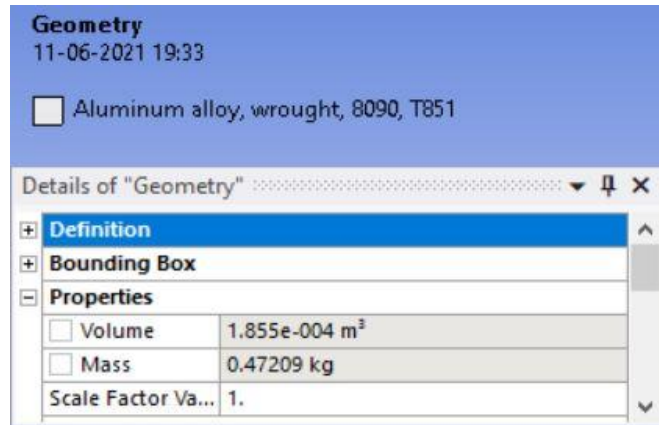 Geometry
11-06-2021 19:33
Aluminum alloy, wrought, 8090, T851
Details of "Geometry"
Definition
Bounding Box
Properties
Volume 1.855e-004 m³
Mass 0.47209 kg
Scale Factor Va... 1.